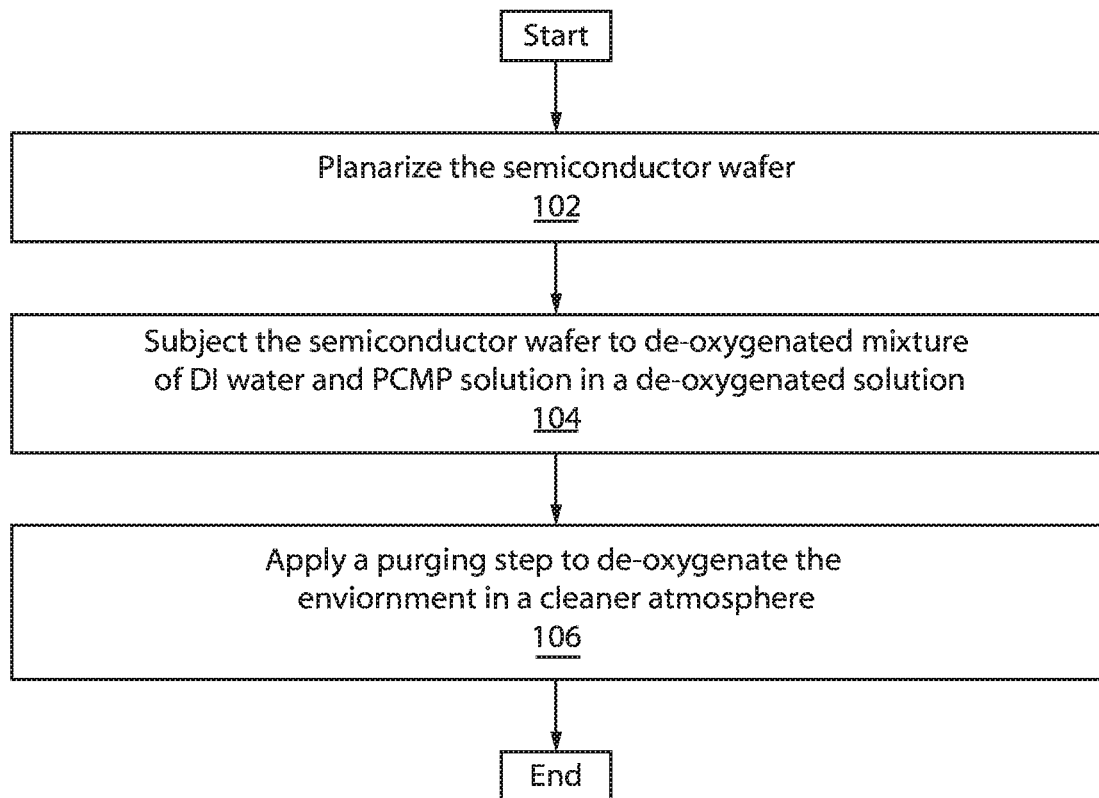 Start
Planarize the semiconductor wafer
102
Subject the semiconductor wafer to de-oxygenated mixture
of DI water and PCMP solution in a de-oxygenated solution
104
Apply a purging step to de-oxygenate the
enviornment in a cleaner atmosphere
106
End